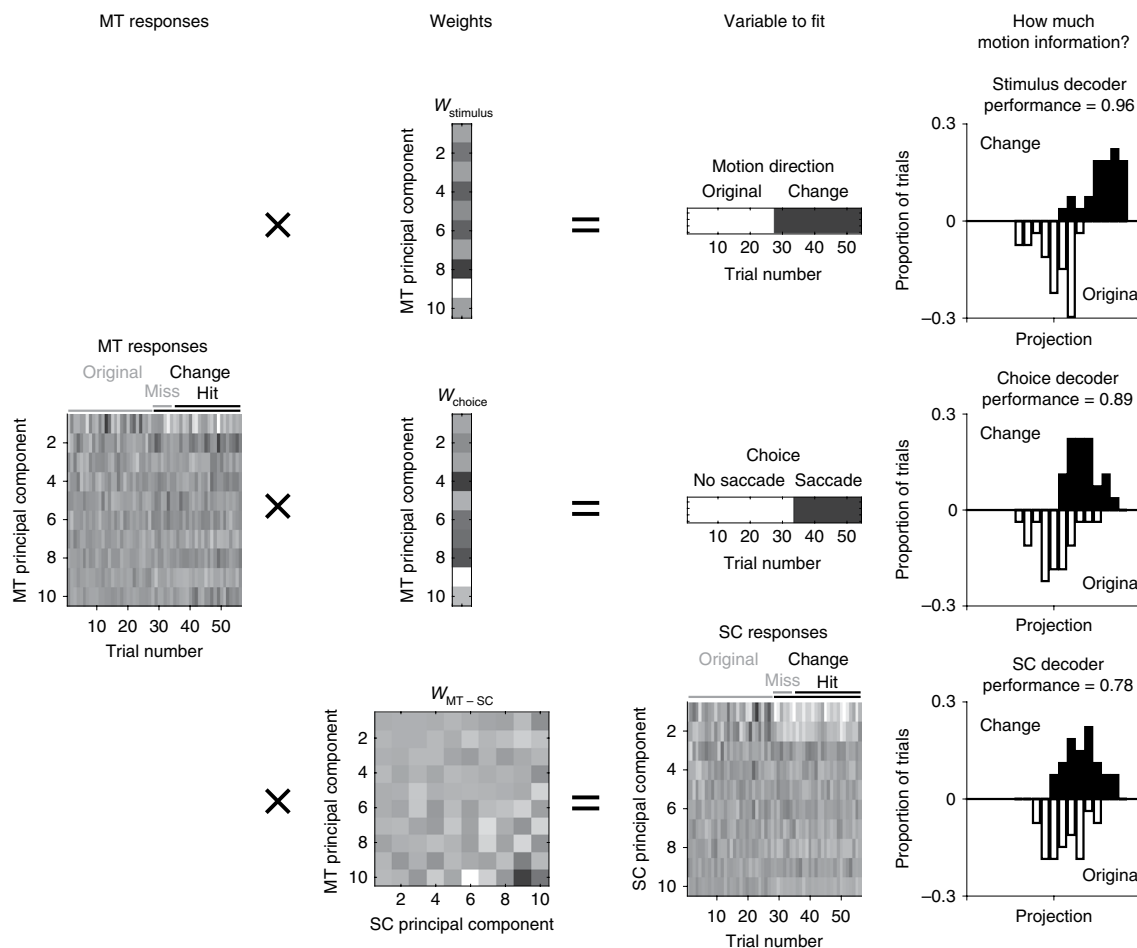 MT responses
Weights
Variable to fit
How much
motion information?
W stimulus
MT principal component
2
4
6
8
10
Motion direction
Original Change
10 20 30 40 50
Trial number
Stimulus decoder
performance = 0.96
Proportion of trials
0.3
0
–0.3
Change
Original
Projection
MT responses
Original
Change
Miss
Hit
MT principal component
2
4
6
8
10
10 20 30 40 50
Trial number
W choice
MT principal component
2
4
6
8
10
Choice
No saccade Saccade
10 20 30 40 50
Trial number
Choice decoder
performance = 0.89
Proportion of trials
0.3
0
–0.3
Change
Original
Projection
W MT – SC
MT principal component
2
4
6
8
10
2 4 6 8 10
SC principal component
SC responses
Original
Change
Miss
Hit
SC principal component
2
4
6
8
10
10 20 30 40 50
Trial number
SC decoder
performance = 0.78
Proportion of trials
0.3
0
–0.3
Change
Original
Projection